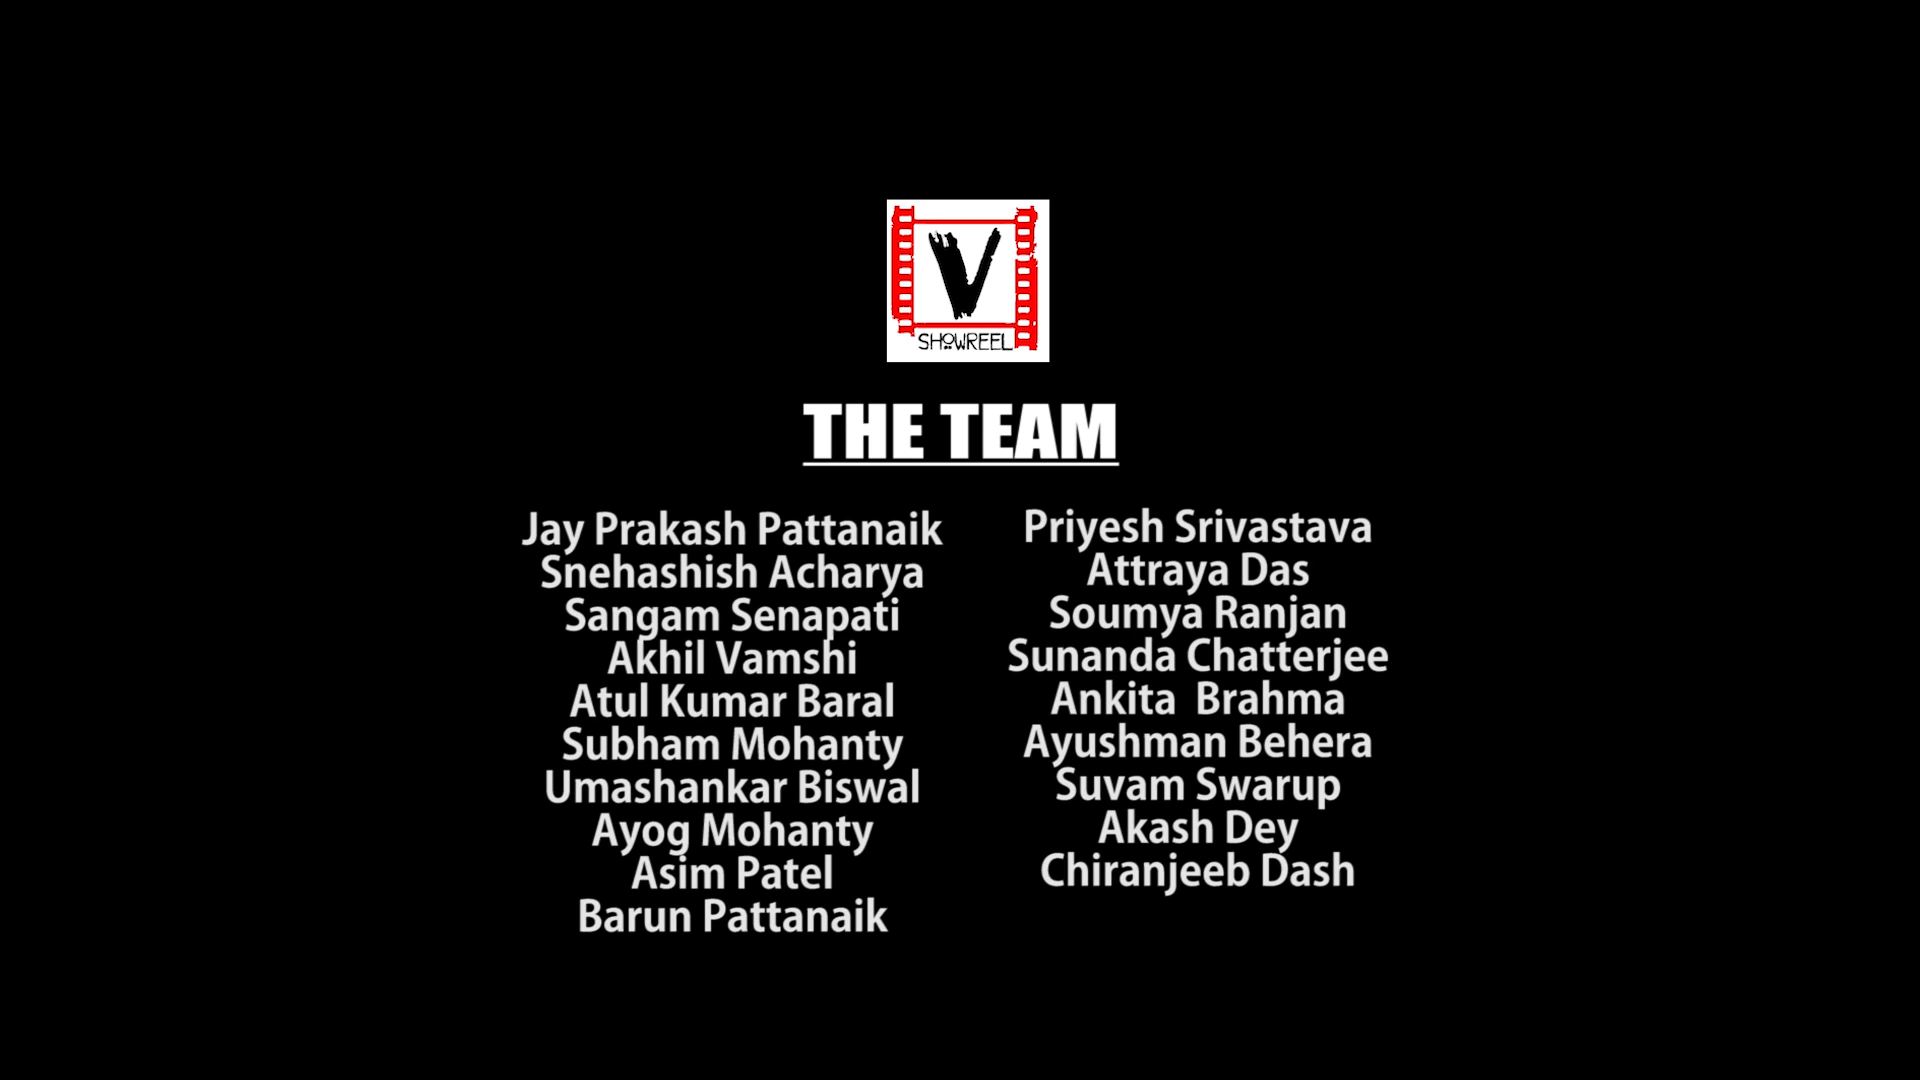 V
SHOWREEL
THE TEAM
Jay Prakash Pattanaik
Snehashish Acharya
Sangam Senapati
Akhil Vamshi
Atul Kumar Baral
Subham Mohanty
Umashankar Biswal
Ayog Mohanty
Asim Patel
Barun Pattanaik
Priyesh Srivastava
Attraya Das
Soumya Ranjan
Sunanda Chatterjee
Ankita  Brahma
Ayushman Behera
Suvam Swarup
Akash Dey
Chiranjeeb Dash